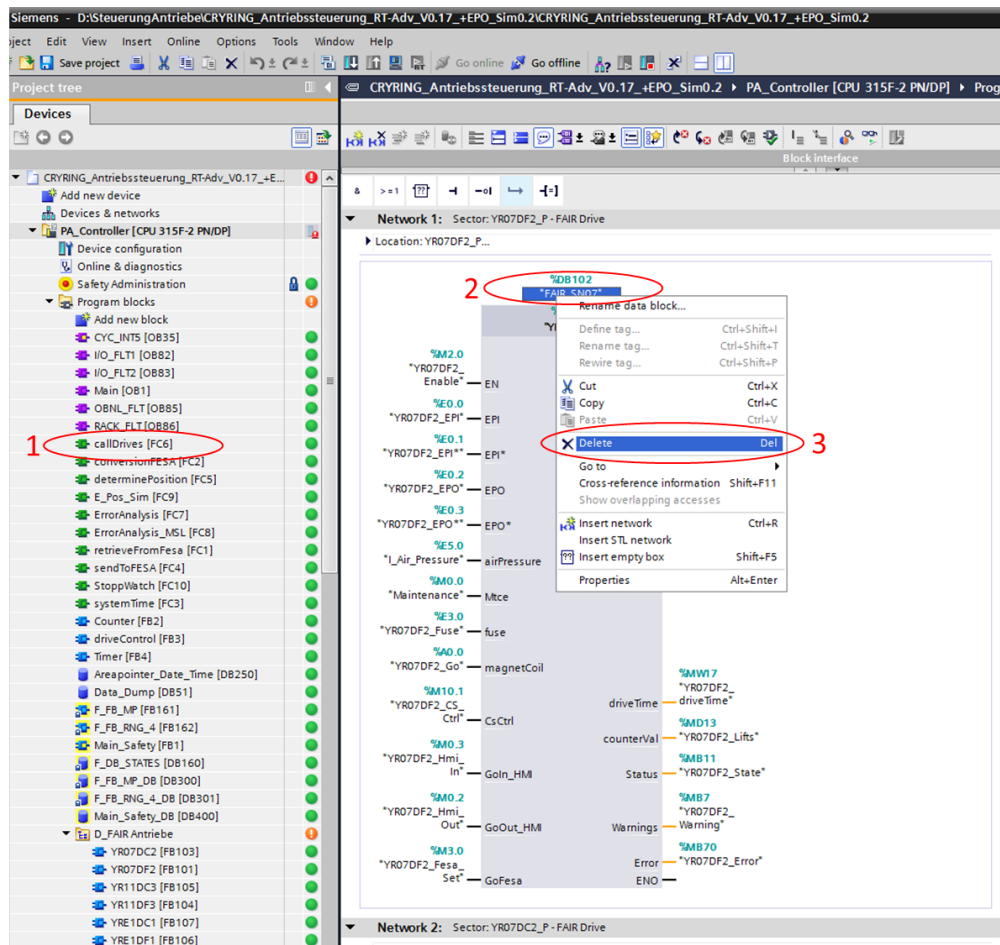 Siemens - D:\SteuerungAntriebe\CRYRING_Antriebssteuerung_RT-Adv_V0.17_+EPO_Sim0.2\CRYRING_Antriebssteuerung_RT-Adv_V0.17_+EPO_Sim0.2
oject Edit View Insert Online Options Tools Window Help
Save project Go online Go offline
Project tree
CRYRING_Antriebssteuerung_RT-Adv_V0.17_+EPO_Sim0.2 PA_Controller [CPU 315F-2 PN/DP] Prog
Devices
Block interface
CRYRING_Antriebssteuerung_RT-Adv_V0.17_+E...
Add new device
Devices & networks
PA_Controller [CPU 315F-2 PN/DP]
Device configuration
Online & diagnostics
Safety Administration
Program blocks
Add new block
CYC_INT5 [OB35]
I/O_FLT1 [OB82]
I/O_FLT2 [OB83]
Main [OB1]
OBNL_FLT [OB85]
RACK_FLT [OB86]
1
callDrives [FC6]
conversionFESA [FC2]
determinePosition [FC5]
E_Pos_Sim [FC9]
ErrorAnalysis [FC7]
ErrorAnalysis_MSL [FC8]
retrieveFromFesa [FC1]
sendToFESA [FC4]
StoppWatch [FC10]
systemTime [FC3]
Counter [FB2]
driveControl [FB3]
Timer [FB4]
Areapointer_Date_Time [DB250]
Data_Dump [DB51]
F_FB_MP [FB161]
F_FB_RNG_4 [FB162]
Main_Safety [FB1]
F_DB_STATES [DB160]
F_FB_MP_DB [DB300]
F_FB_RNG_4_DB [DB301]
Main_Safety_DB [DB400]
D_FAIR Antriebe
YR07DC2 [FB103]
YR07DF2 [FB101]
YR11DC3 [FB105]
YR11DF3 [FB104]
YRE1DC1 [FB107]
YRE1DF1 [FB106]
& >=1 ?? -o| -[=]
Network 1: Sector: YR07DF2_P - FAIR Drive
Location: YR07DF2_P...
2
%DB102
"FAIR_SN07"
%
"Y
%M2.0
"YR07DF2_
Enable"
EN
%E0.0
"YR07DF2_EPI"
EPI
%E0.1
"YR07DF2_EPI*"
EPI*
%E0.2
"YR07DF2_EPO"
EPO
%E0.3
"YR07DF2_EPO*"
EPO*
%E5.0
"I_Air_Pressure"
airPressure
%M0.0
"Maintenance"
Mtce
%E3.0
"YR07DF2_Fuse"
fuse
%A0.0
"YR07DF2_Go"
magnetCoil
%M10.1
"YR07DF2_CS_
Ctrl"
CsCtrl
%M0.3
"YR07DF2_Hmi_
In"
GoIn_HMI
%M0.2
"YR07DF2_Hmi_
Out"
GoOut_HMI
%M3.0
"YR07DF2_Fesa_
Set"
GoFesa
Rename data block...
Define tag... Ctrl+Shift+I
Rename tag... Ctrl+Shift+T
Rewire tag... Ctrl+Shift+P
Cut Ctrl+X
Copy Ctrl+C
Paste Ctrl+V
Delete Del
3
Go to
Cross-reference information Shift+F11
Show overlapping accesses
Insert network Ctrl+R
Insert STL network
Insert empty box Shift+F5
Properties Alt+Enter
%MW17
"YR07DF2_
driveTime"
driveTime
%MD13
"YR07DF2_Lifts"
counterVal
%MB11
"YR07DF2_State"
Status
%MB7
"YR07DF2_
Warning"
Warnings
%MB70
"YR07DF2_Error"
Error
ENO
Network 2: Sector: YR07DC2_P - FAIR Drive